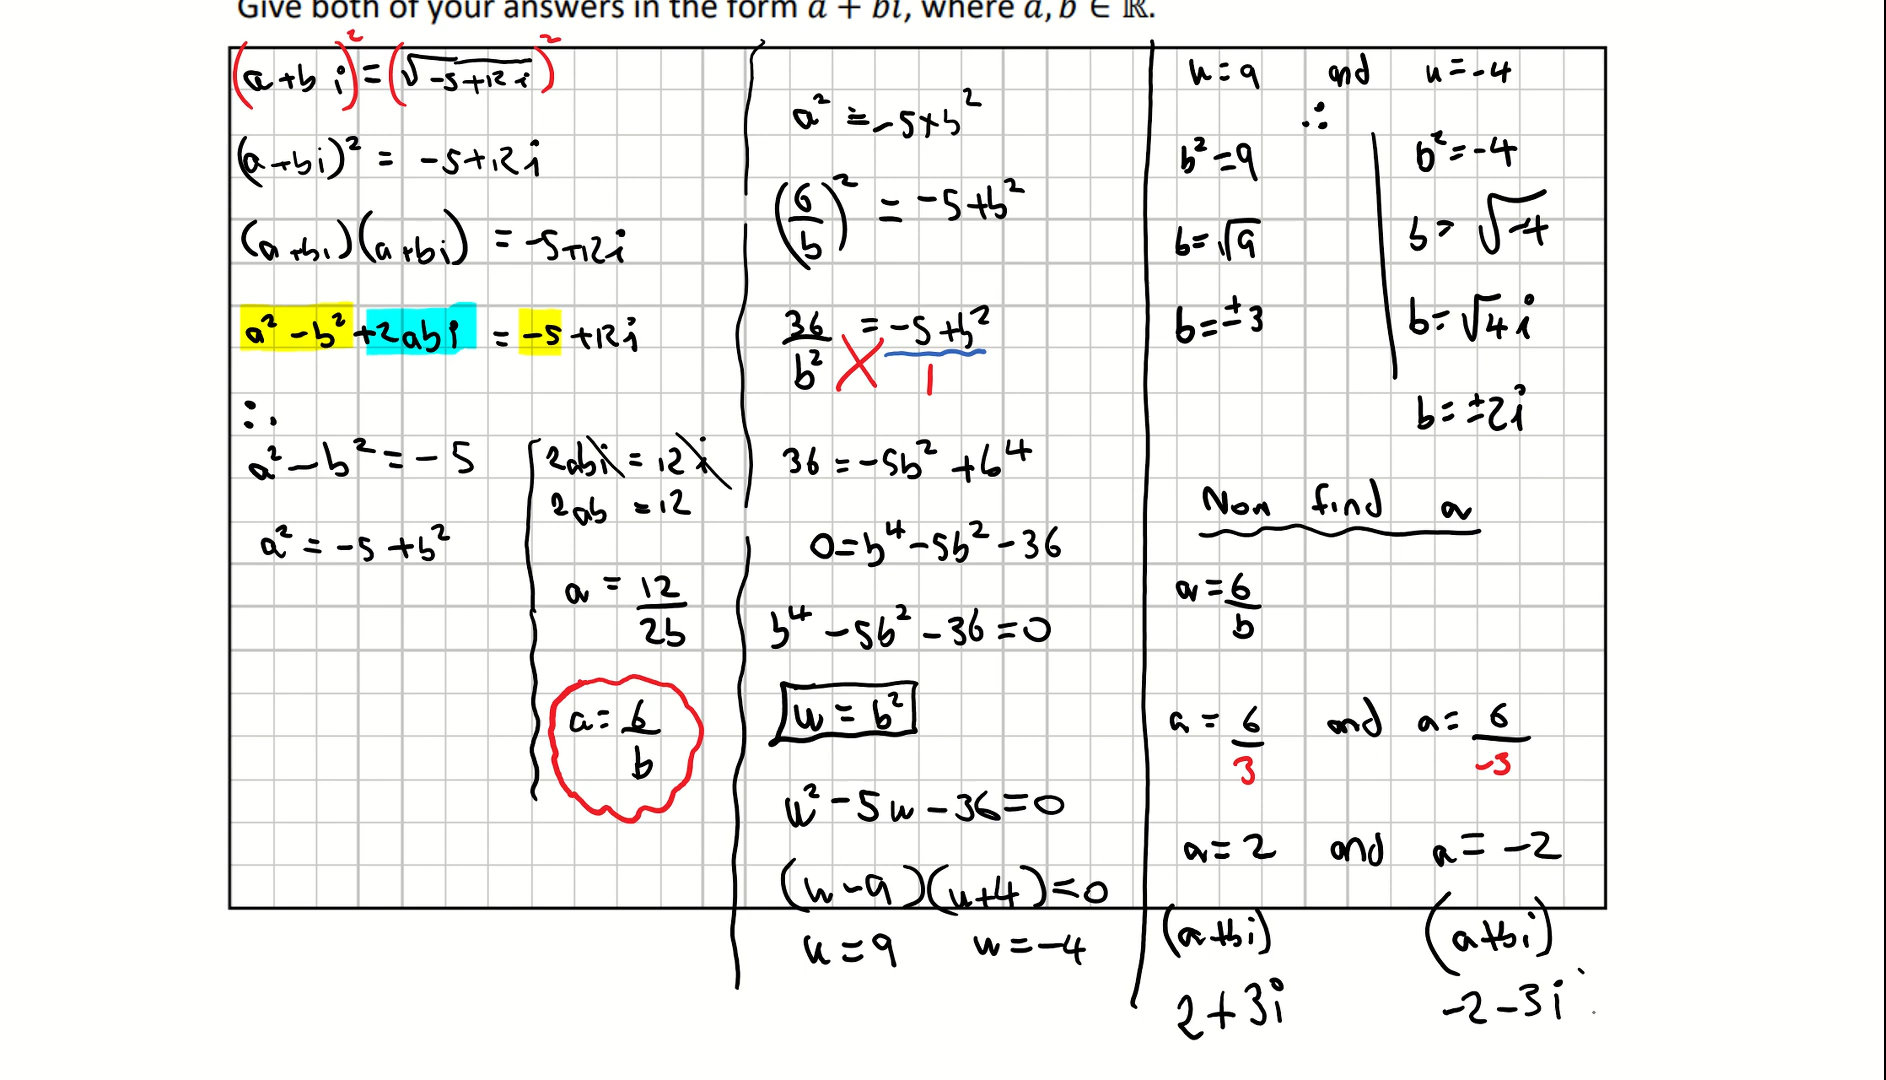 Give both of your answers in the form a + bi, where a, b ∈ ℝ.
(a+bi)² = (√-5+12i)²
(a+bi)² = -5+12i
(a+bi)(a+bi) = -5+12i
a² - b² + 2abi = -5 + 12i
∴
a² - b² = -5
a² = -5 + b²
2abi = 12i
2ab = 12
a = 12/2b
a = 6/b
a² = -5+b²
(6/b)² = -5+b²
36/b² = -5+b²
1
36 = -5b² + b⁴
0 = b⁴ - 5b² - 36
b⁴ - 5b² - 36 = 0
u = b²
u² - 5u - 36 = 0
(u-9)(u+4) = 0
u = 9 u = -4
u = 9 and u = -4
∴
b² = 9
b = √9
b = ±3
b² = -4
b = √-4
b = √4 i
b = ±2i
Now find a
a = 6/b
a = 6/3 and a = 6/-3
a = 2 and a = -2
(a+bi) (a+bi)
2+3i -2-3i